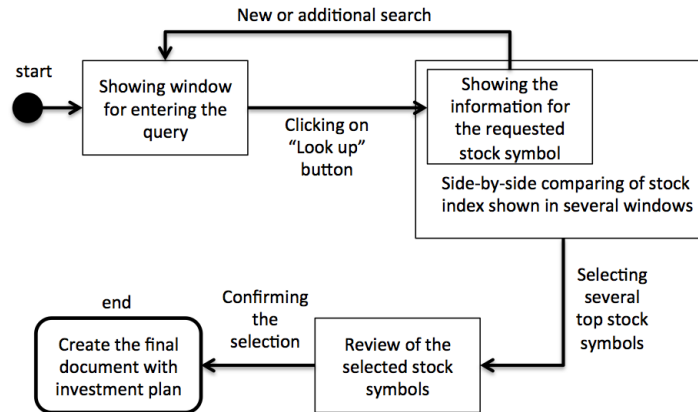 New or additional search
start
Showing window
for entering the
query
Clicking on
“Look up”
button
Showing the
information for
the requested
stock symbol
Side-by-side comparing of stock
index shown in several windows
Selecting
several
top stock
symbols
end
Create the final
document with
investment plan
Confirming
the
selection
Review of the
selected stock
symbols